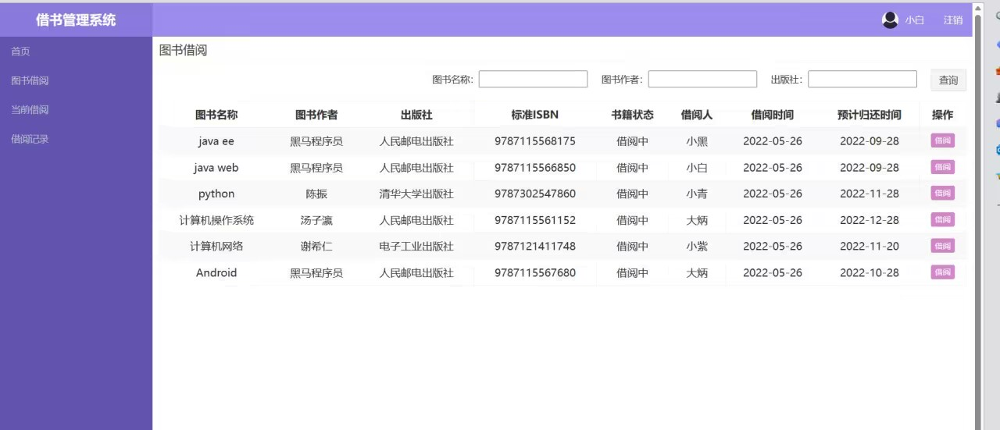 借书管理系统
小白 注销
首页
图书借阅
当前借阅
借阅记录
图书借阅
图书名称: 图书作者: 出版社: 查询
图书名称 图书作者 出版社 标准ISBN 书籍状态 借阅人 借阅时间 预计归还时间 操作
java ee 黑马程序员 人民邮电出版社 9787115568175 借阅中 小黑 2022-05-26 2022-09-28 借阅
java web 黑马程序员 人民邮电出版社 9787115566850 借阅中 小白 2022-05-26 2022-09-28 借阅
python 陈振 清华大学出版社 9787302547860 借阅中 小青 2022-05-26 2022-11-28 借阅
计算机操作系统 汤子瀛 人民邮电出版社 9787115561152 借阅中 大炳 2022-05-26 2022-12-28 借阅
计算机网络 谢希仁 电子工业出版社 9787121411748 借阅中 小紫 2022-05-26 2022-11-20 借阅
Android 黑马程序员 人民邮电出版社 9787115567680 借阅中 大炳 2022-05-26 2022-10-28 借阅